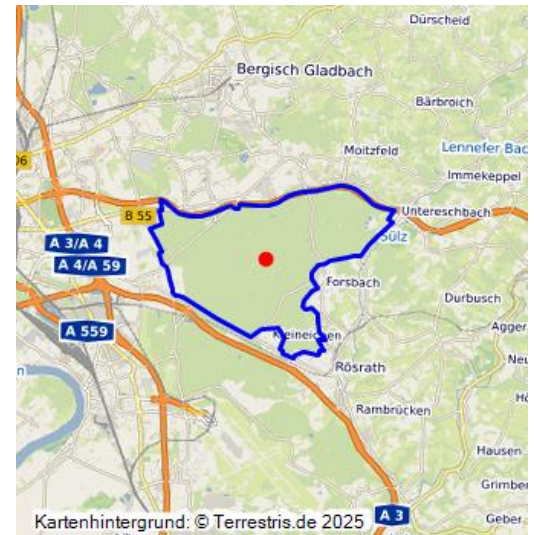 Dürscheid
Bergisch Gladbach
Bärbroich
Moitzfeld
Lennefer Bac
06
Immekeppel
B 55
Untereschbach
Sülz
A 3/A 4
A 4/A 59
Forsbach
Durbusch
A 559
Agger
Kleineichen
Neu
Rösrath
Hö
Rambrücken
Hausen
Grimber
Kartenhintergrund: © Terrestris.de 2025
A 3
Geber